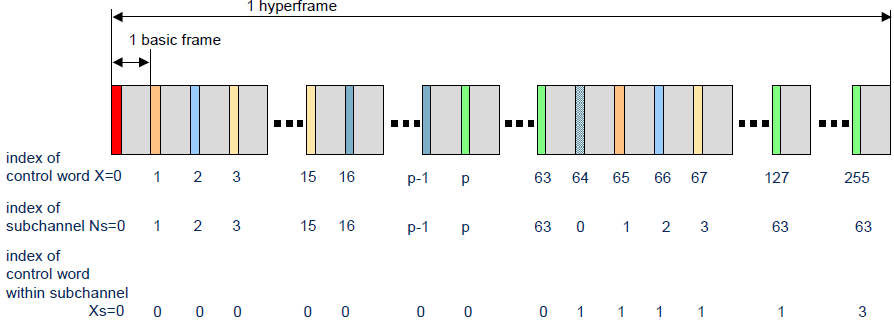 1 hyperframe
1 basic frame
index of
control word X=0 1 2 3 15 16 p-1 p 63 64 65 66 67 127 255
index of
subchannel Ns=0 1 2 3 15 16 p-1 p 63 0 1 2 3 63 63
index of
control word
within subchannel
Xs=0 0 0 0 0 0 0 0 0 1 1 1 1 1 3